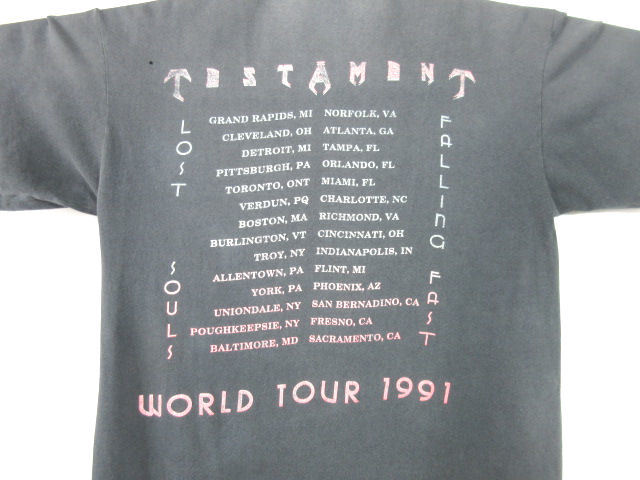 TESTAMENT
LOST SOULS
GRAND RAPIDS, MI NORFOLK, VA
CLEVELAND, OH ATLANTA, GA
DETROIT, MI TAMPA, FL
PITTSBURGH, PA ORLANDO, FL
TORONTO, ONT MIAMI, FL
VERDUN, PQ CHARLOTTE, NC
BOSTON, MA RICHMOND, VA
BURLINGTON, VT CINCINNATI, OH
TROY, NY INDIANAPOLIS, IN
ALLENTOWN, PA FLINT, MI
YORK, PA PHOENIX, AZ
UNIONDALE, NY SAN BERNADINO, CA
POUGHKEEPSIE, NY FRESNO, CA
BALTIMORE, MD SACRAMENTO, CA
FALLING FAST
WORLD TOUR 1991